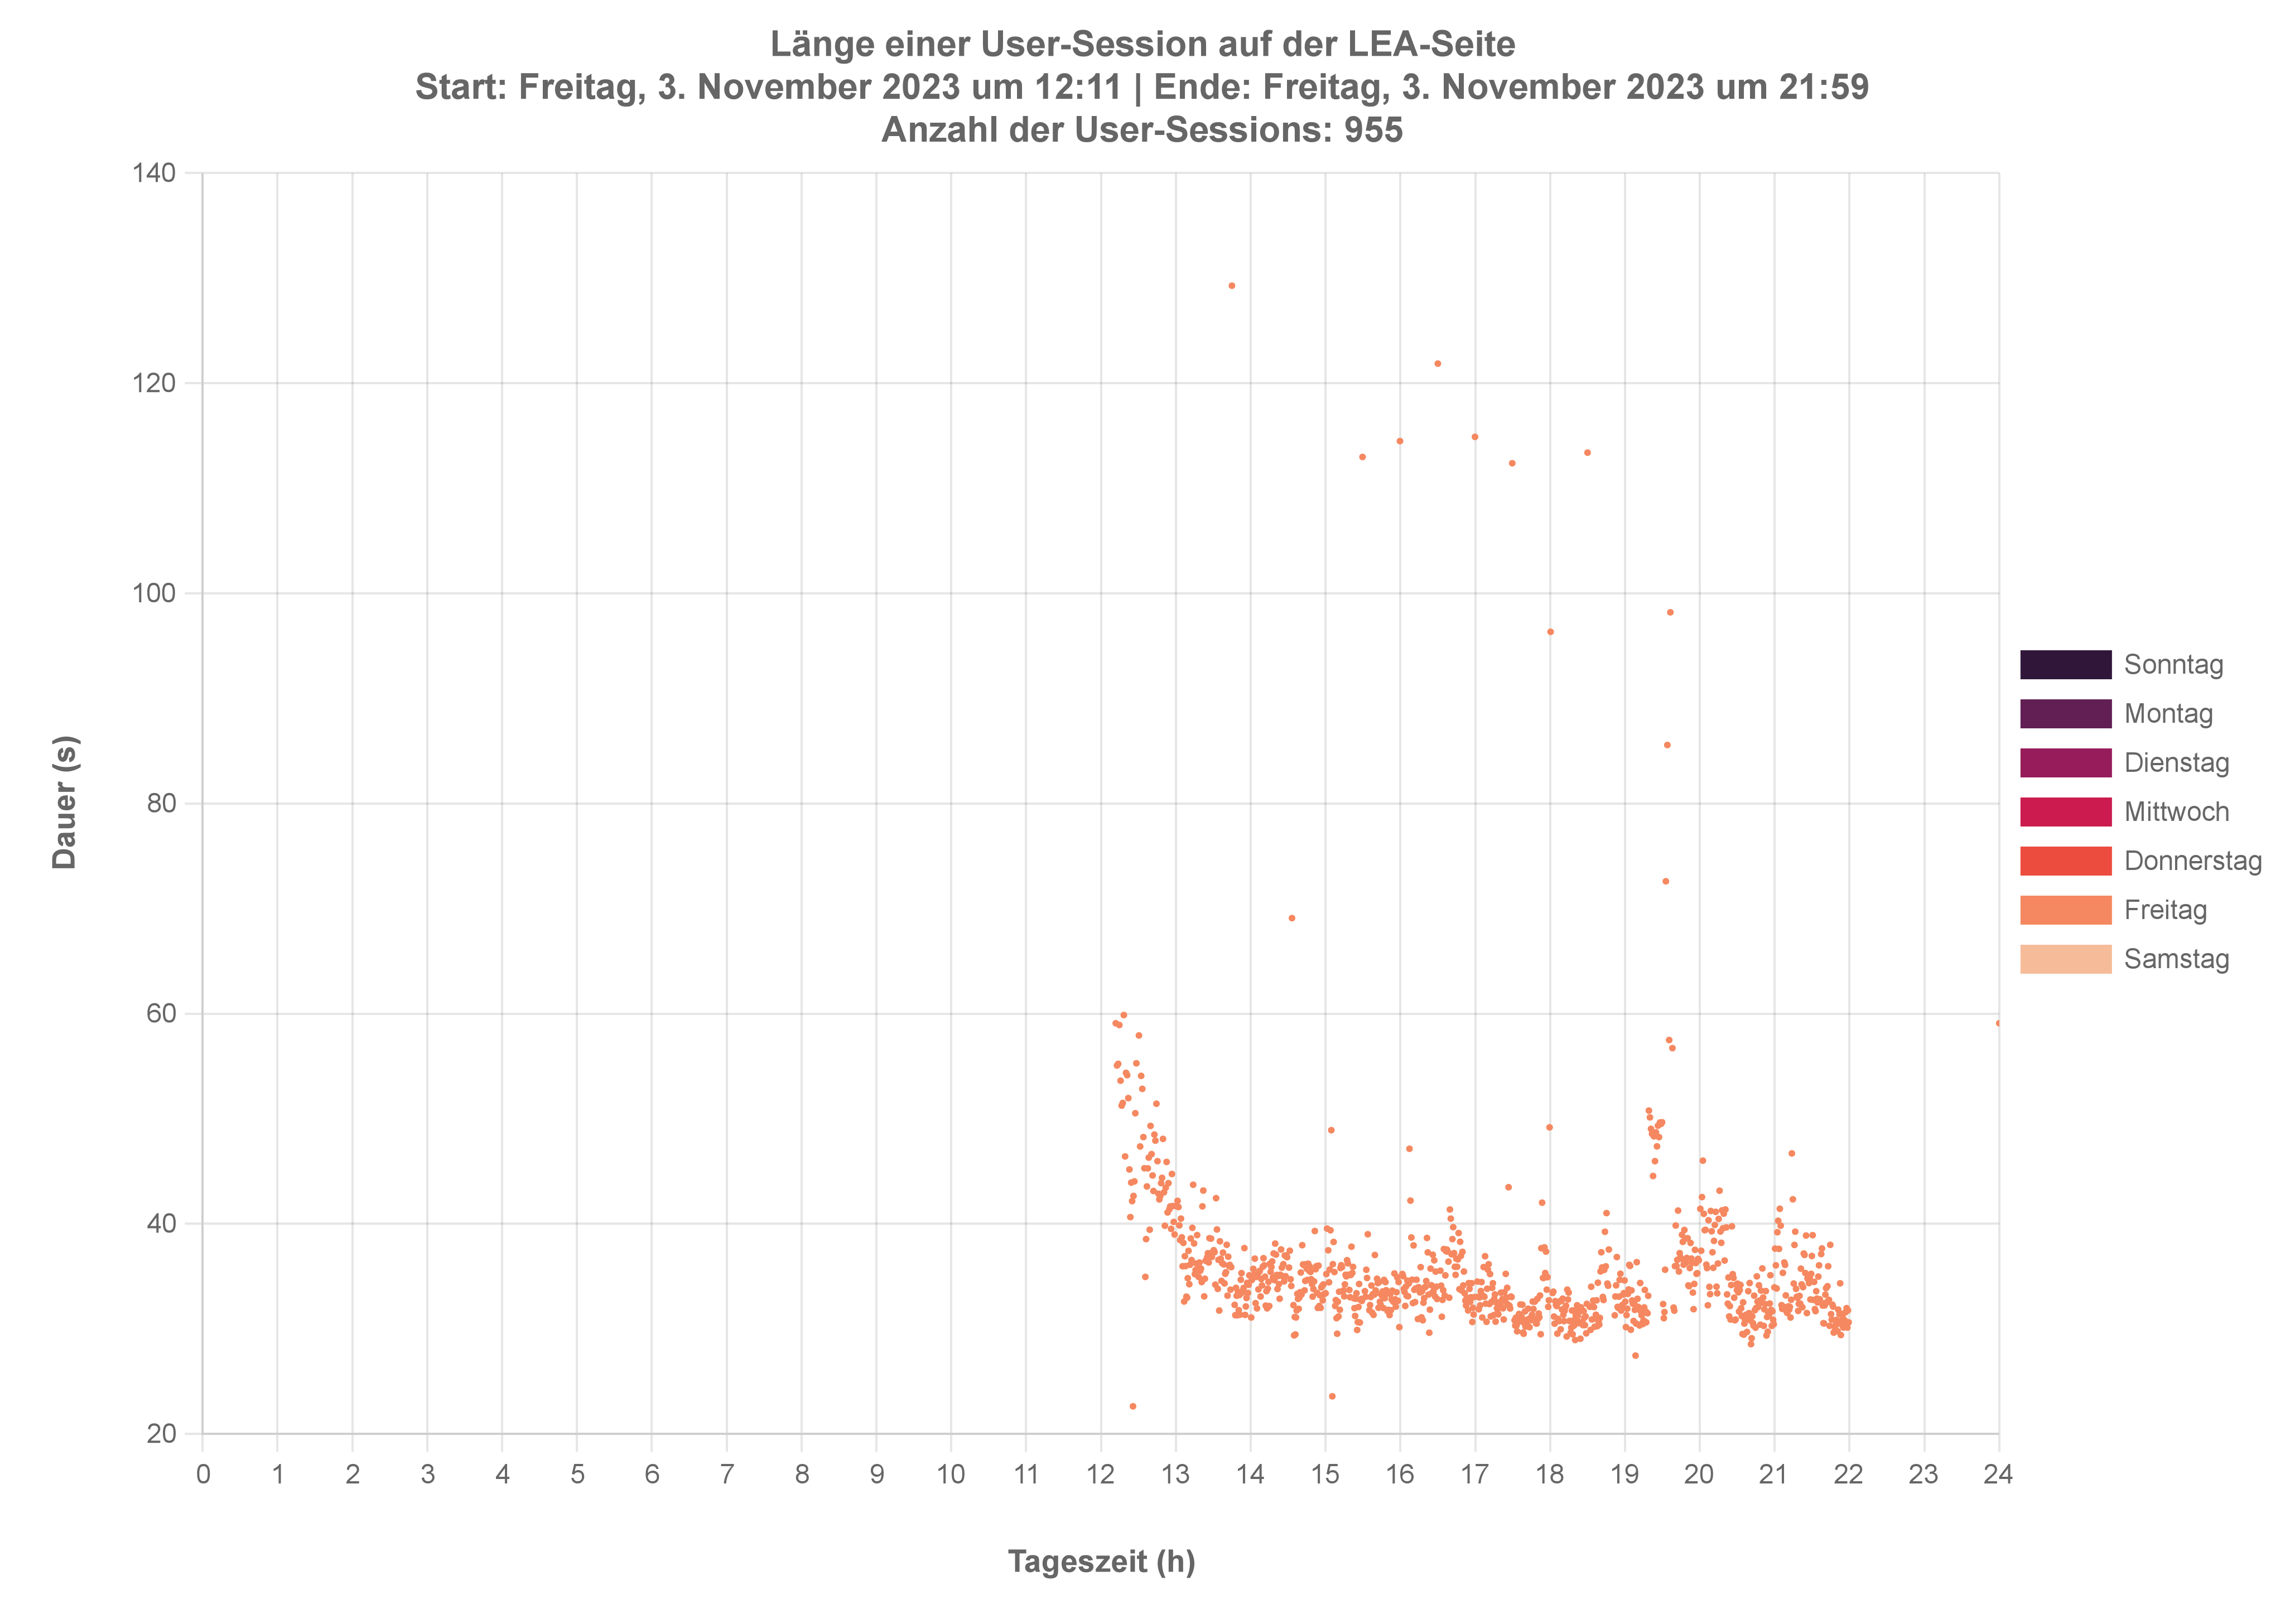 Länge einer User-Session auf der LEA-Seite
Start: Freitag, 3. November 2023 um 12:11 | Ende: Freitag, 3. November 2023 um 21:59
Anzahl der User-Sessions: 955
140
120
100
80
60
40
20
Dauer (s)
0 1 2 3 4 5 6 7 8 9 10 11 12 13 14 15 16 17 18 19 20 21 22 23 24
Tageszeit (h)
Sonntag
Montag
Dienstag
Mittwoch
Donnerstag
Freitag
Samstag